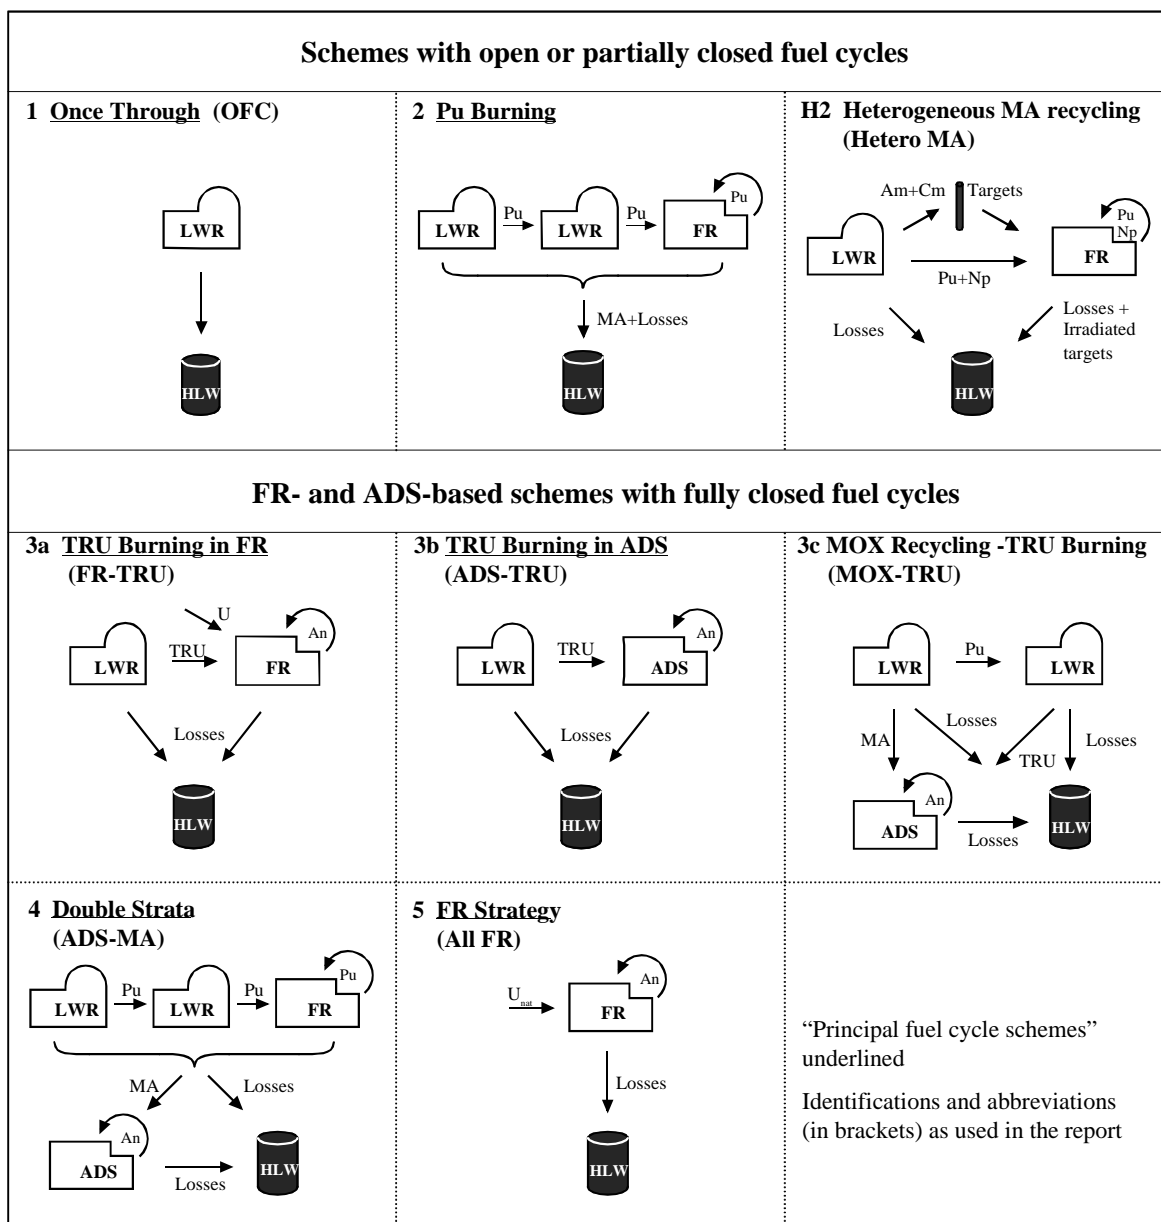 Schemes with open or partially closed fuel cycles
1 Once Through (OFC)
LWR
HLW
2 Pu Burning
Pu
Pu
Pu
LWR
LWR
FR
MA+Losses
HLW
H2 Heterogeneous MA recycling
(Hetero MA)
Am+Cm
Targets
Pu
Np
LWR
FR
Pu+Np
Losses
Losses +
Irradiated
targets
HLW
FR- and ADS-based schemes with fully closed fuel cycles
3a TRU Burning in FR
(FR-TRU)
U
An
TRU
LWR
FR
Losses
HLW
3b TRU Burning in ADS
(ADS-TRU)
An
TRU
LWR
ADS
Losses
HLW
3c MOX Recycling -TRU Burning
(MOX-TRU)
Pu
LWR
LWR
Losses
MA
Losses
TRU
An
ADS
HLW
Losses
4 Double Strata
(ADS-MA)
Pu
Pu
Pu
LWR
LWR
FR
MA
Losses
An
ADS
HLW
Losses
5 FR Strategy
(All FR)
An
Unat
FR
Losses
HLW
“Principal fuel cycle schemes”
underlined
Identifications and abbreviations
(in brackets) as used in the report